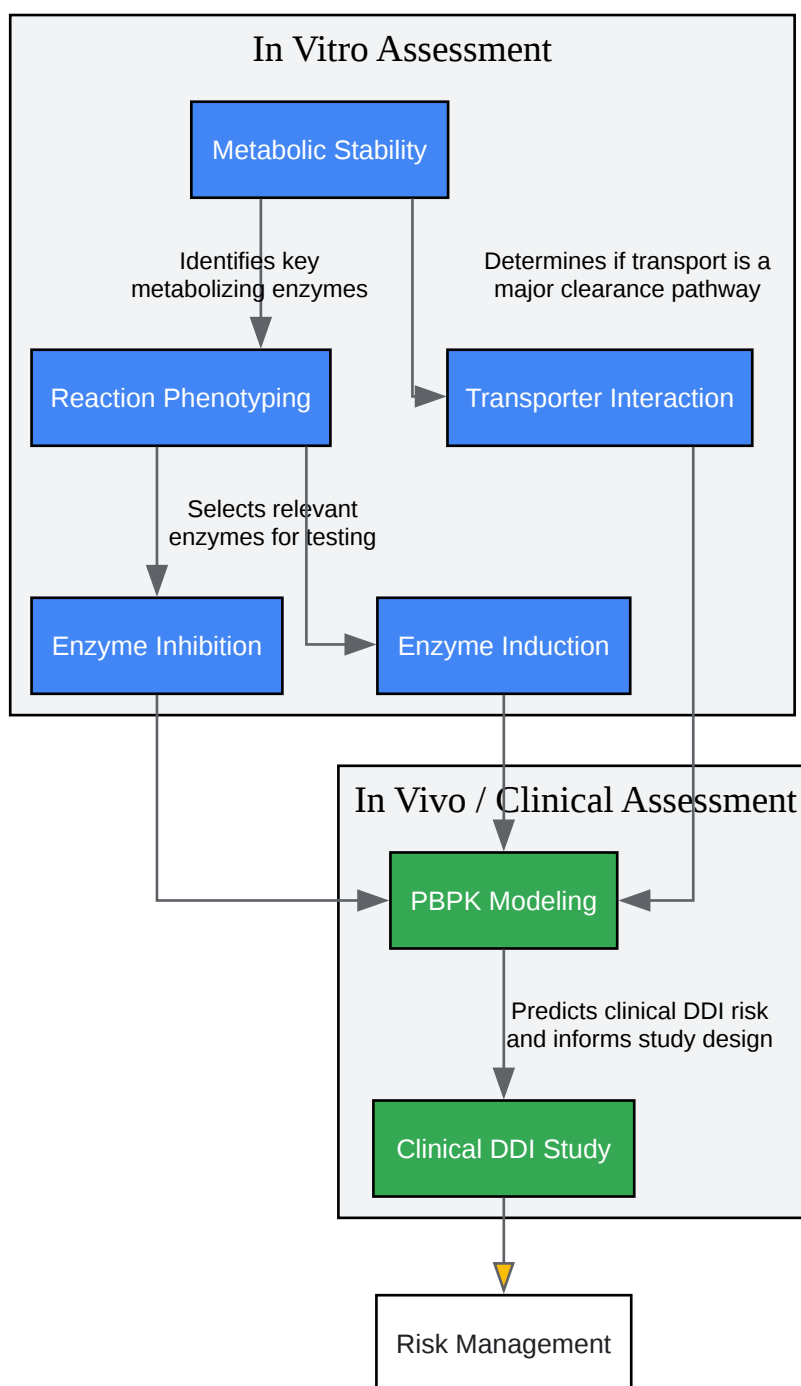 In Vitro Assessment
Metabolic Stability
Identifies key
metabolizing enzymes
Determines if transport is a
major clearance pathway
Reaction Phenotyping
Transporter Interaction
Selects relevant
enzymes for testing
Enzyme Inhibition
Enzyme Induction
In Vivo / Clinical Assessment
PBPK Modeling
Predicts clinical DDI risk
and informs study design
Clinical DDI Study
Risk Management